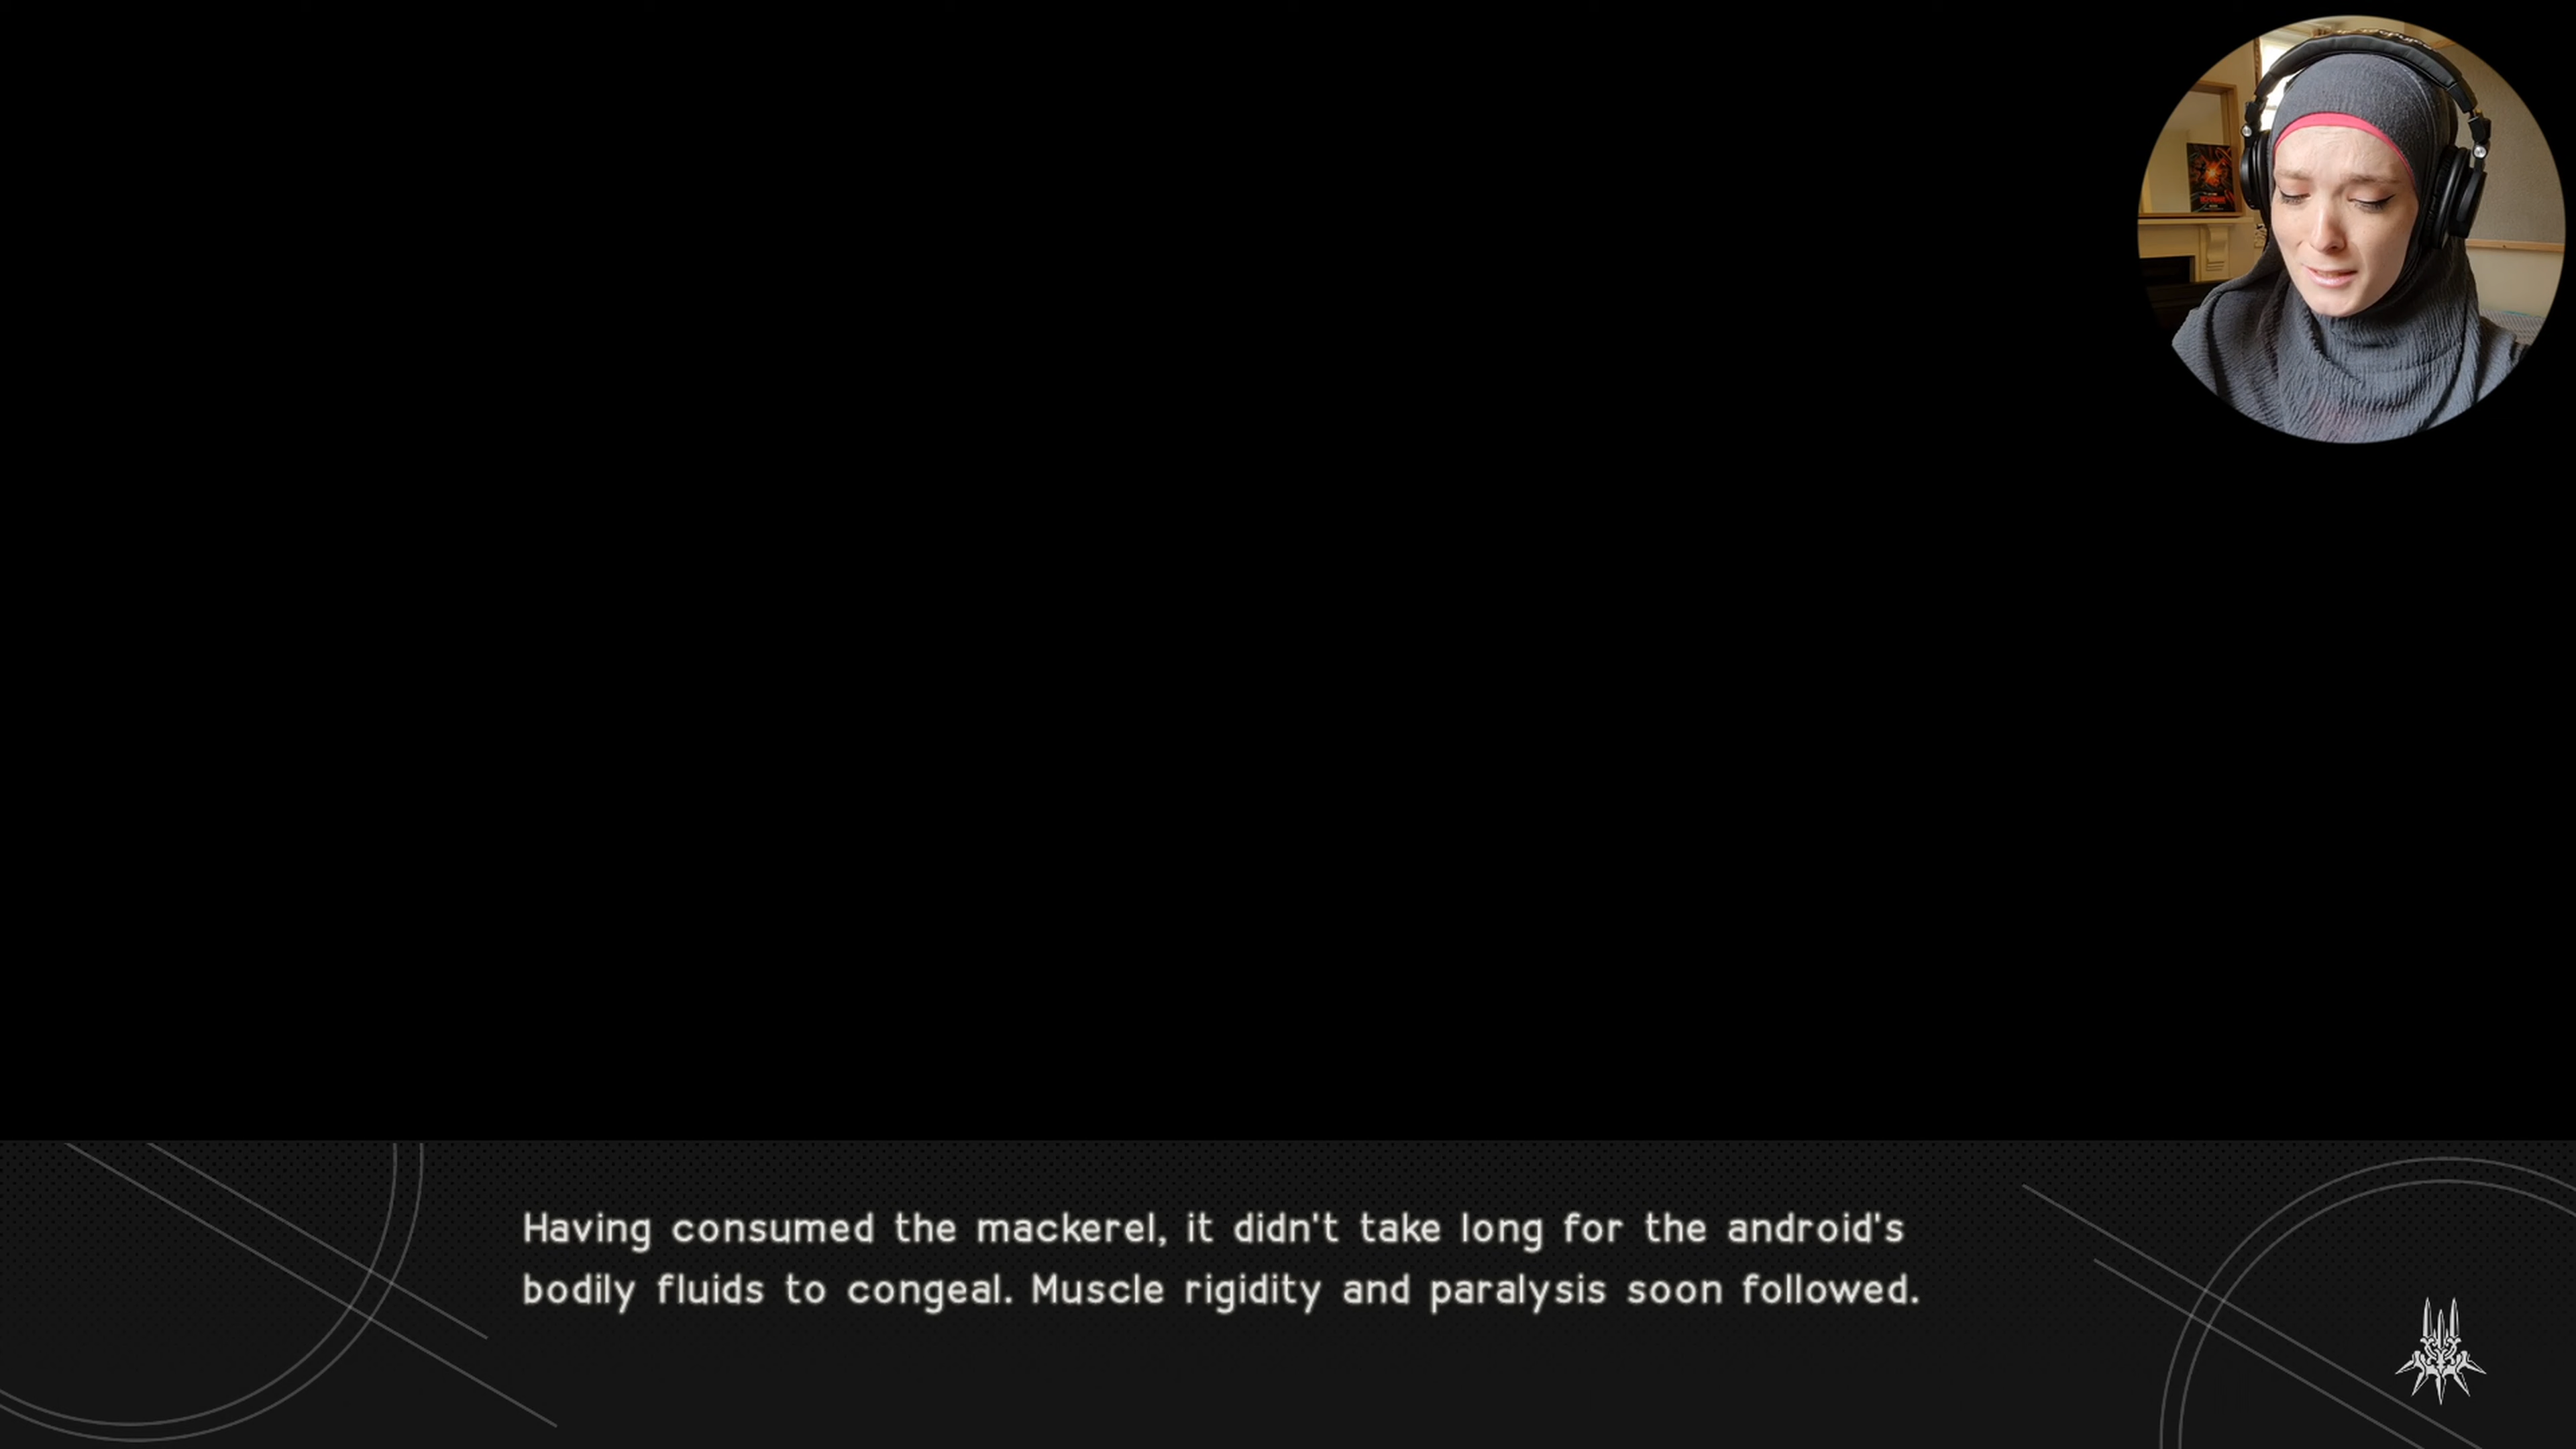 Having consumed the mackerel, it didn't take long for the android's
bodily fluids to congeal. Muscle rigidity and paralysis soon followed.